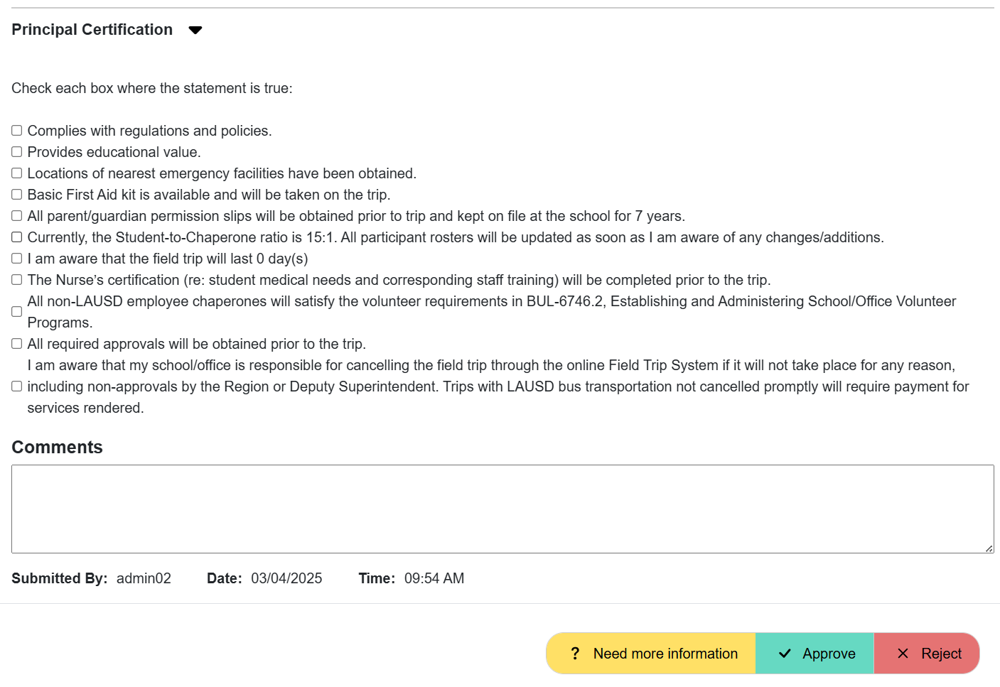 Principal Certification
Check each box where the statement is true:
Complies with regulations and policies.
Provides educational value.
Locations of nearest emergency facilities have been obtained.
Basic First Aid kit is available and will be taken on the trip.
All parent/guardian permission slips will be obtained prior to trip and kept on file at the school for 7 years.
Currently, the Student-to-Chaperone ratio is 15:1. All participant rosters will be updated as soon as I am aware of any changes/additions.
I am aware that the field trip will last 0 day(s)
The Nurse’s certification (re: student medical needs and corresponding staff training) will be completed prior to the trip.
All non-LAUSD employee chaperones will satisfy the volunteer requirements in BUL-6746.2, Establishing and Administering School/Office Volunteer
Programs.
All required approvals will be obtained prior to the trip.
I am aware that my school/office is responsible for cancelling the field trip through the online Field Trip System if it will not take place for any reason,
including non-approvals by the Region or Deputy Superintendent. Trips with LAUSD bus transportation not cancelled promptly will require payment for
services rendered.
Comments
Submitted By: admin02 Date: 03/04/2025 Time: 09:54 AM
? Need more information Approve Reject